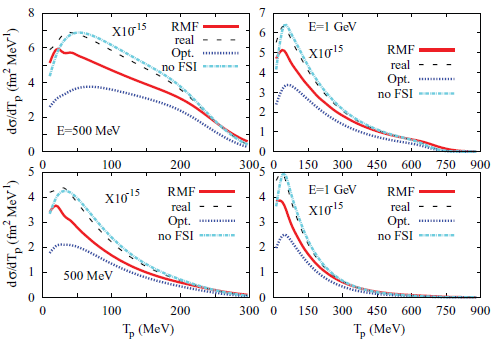 8
6
4
2
0
dσ/dT_p (fm² MeV⁻¹)
X10⁻¹⁵
RMF
real
Opt.
no FSI
E=500 MeV
0 100 200 300
7
6
5
4
3
2
1
0
E=1 GeV
X10⁻¹⁵
RMF
real
Opt.
no FSI
0 150 300 450 600 750 900
5
4
3
2
1
0
dσ/dT_p (fm² MeV⁻¹)
X10⁻¹⁵
RMF
real
Opt.
no FSI
500 MeV
0 100 200 300
T_p (MeV)
5
4
3
2
1
0
E=1 GeV
X10⁻¹⁵
RMF
real
Opt.
no FSI
0 150 300 450 600 750 900
T_p (MeV)